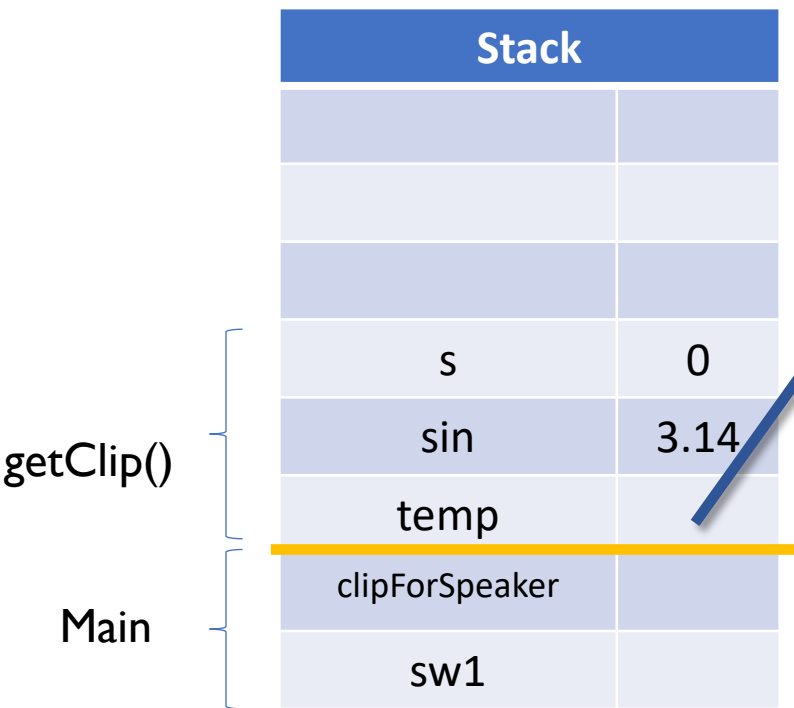 Stack
s 0
sin 3.14
getClip()
temp
clipForSpeaker
Main
sw1